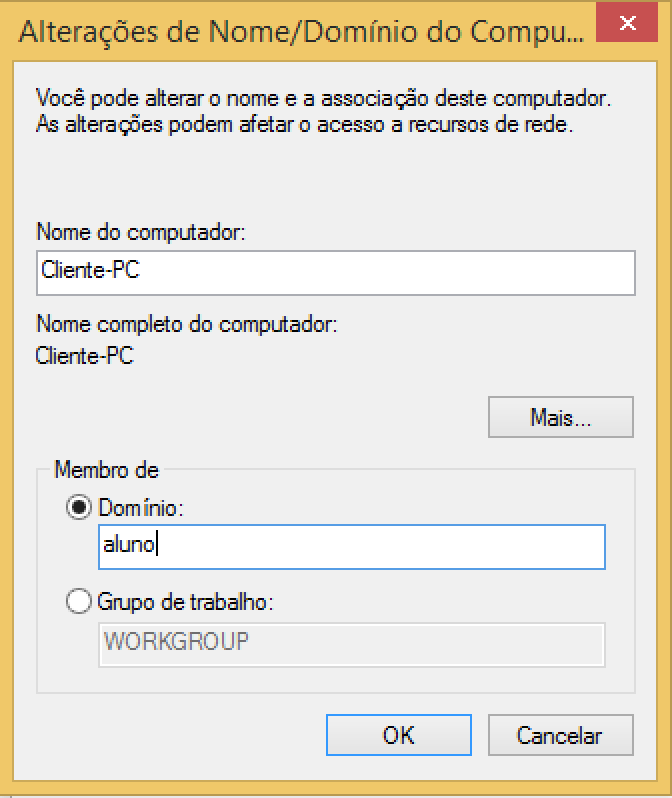 Alterações de Nome/Domínio do Compu...
Você pode alterar o nome e a associação deste computador.
As alterações podem afetar o acesso a recursos de rede.
Nome do computador:
Cliente-PC
Nome completo do computador:
Cliente-PC
Mais...
Membro de
Domínio:
aluno
Grupo de trabalho:
WORKGROUP
OK
Cancelar